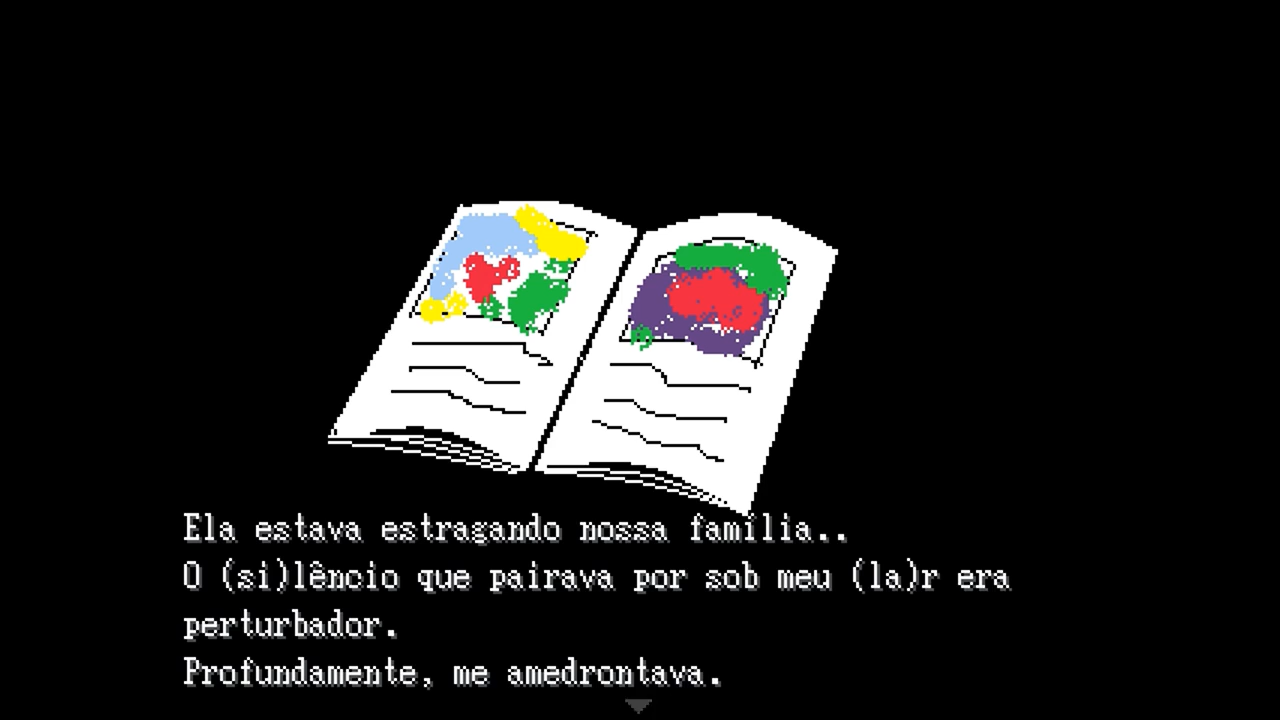 Ela estava estragando nossa família..
O (si)lêncio que pairava por sob meu (la)r era
perturbador.
Profundamente, me amedrontava.